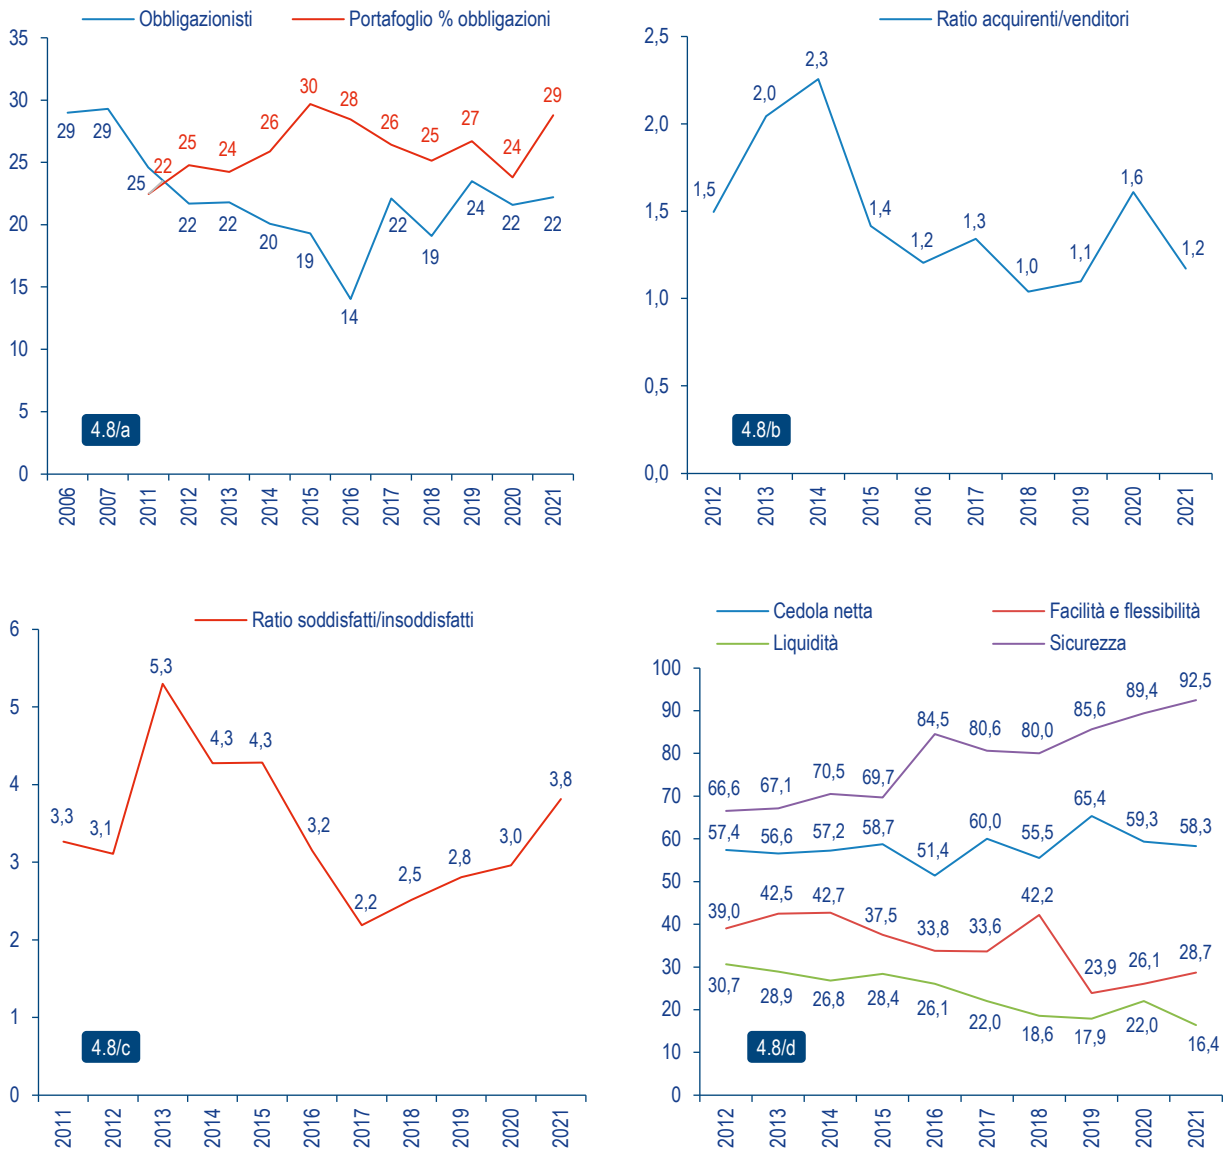 Obbligazionisti Portafoglio % obbligazioni
35
30
25
20
15
10
5
0
29 29 25 22 22 20 19 14 22 19 24 22 22
22 25 24 26 30 28 26 25 27 24 29
4.8/a
2006 2007 2011 2012 2013 2014 2015 2016 2017 2018 2019 2020 2021
Ratio acquirenti/venditori
2,5
2,0
1,5
1,0
0,5
0,0
1,5 2,0 2,3 1,4 1,2 1,3 1,0 1,1 1,6 1,2
4.8/b
2012 2013 2014 2015 2016 2017 2018 2019 2020 2021
Ratio soddisfatti/insoddisfatti
6
5
4
3
2
1
0
3,3 3,1 5,3 4,3 4,3 3,2 2,2 2,5 2,8 3,0 3,8
4.8/c
2011 2012 2013 2014 2015 2016 2017 2018 2019 2020 2021
Cedola netta Facilità e flessibilità
Liquidità Sicurezza
100
90
80
70
60
50
40
30
20
10
0
66,6 67,1 70,5 69,7 84,5 80,6 80,0 85,6 89,4 92,5
57,4 56,6 57,2 58,7 51,4 60,0 55,5 65,4 59,3 58,3
39,0 42,5 42,7 37,5 33,8 33,6 42,2 23,9 26,1 28,7
30,7 28,9 26,8 28,4 26,1 22,0 18,6 17,9 22,0 16,4
4.8/d
2012 2013 2014 2015 2016 2017 2018 2019 2020 2021